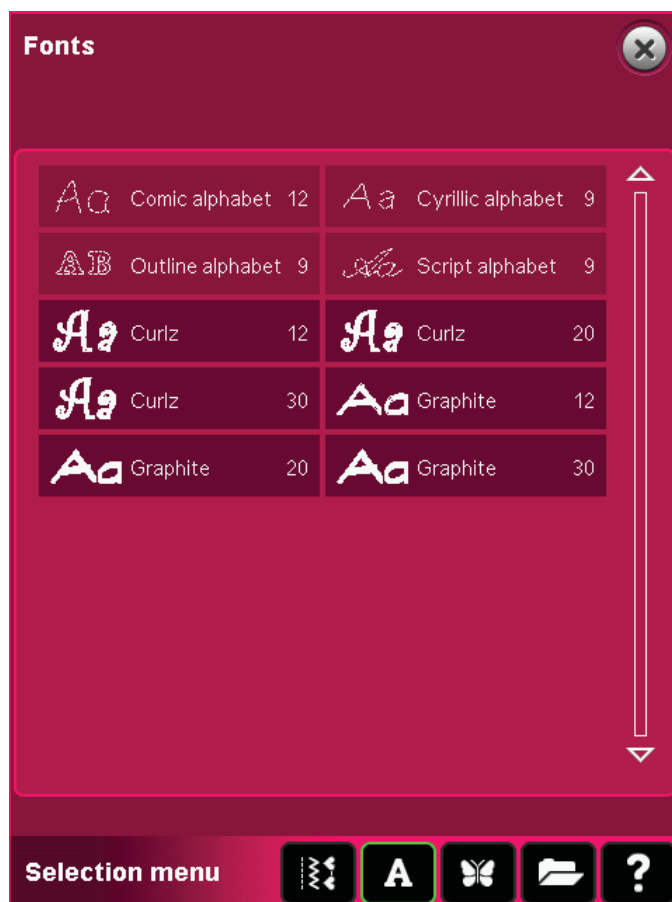 Fonts
Aa Comic alphabet 12 Aa Cyrillic alphabet 9
AB Outline alphabet 9 Aa Script alphabet 9
Aa Curlz 12 Aa Curlz 20
Aa Curlz 30 Aa Graphite 12
Aa Graphite 20 Aa Graphite 30
Selection menu A ?